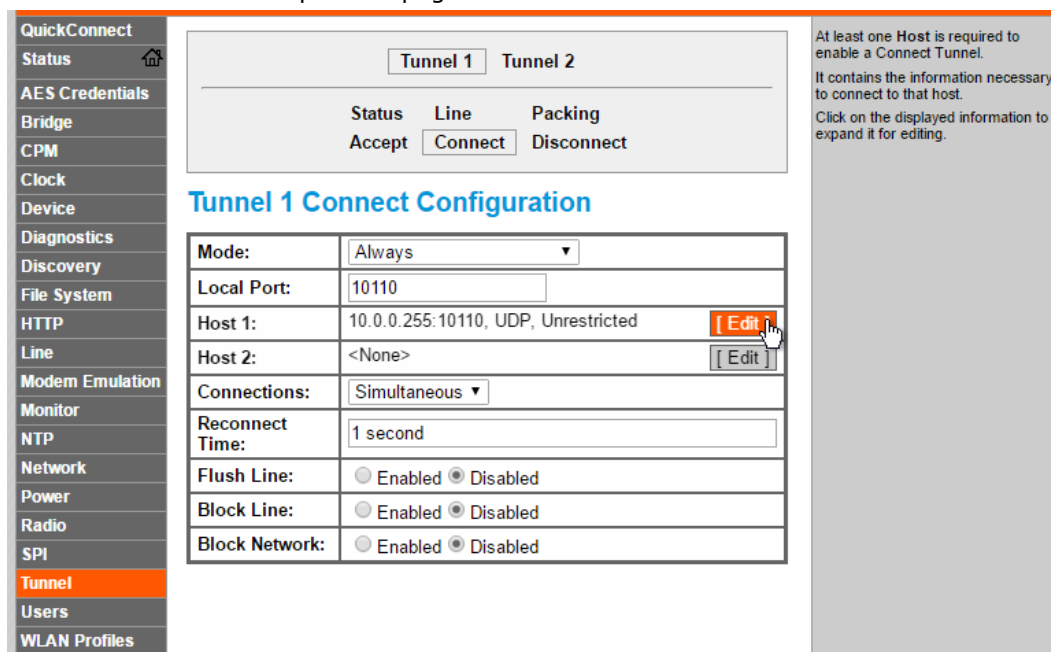 QuickConnect
Status
AES Credentials
Bridge
CPM
Clock
Device
Diagnostics
Discovery
File System
HTTP
Line
Modem Emulation
Monitor
NTP
Network
Power
Radio
SPI
Tunnel
Users
WLAN Profiles
Tunnel 1 Tunnel 2
Status Line Packing
Accept Connect Disconnect
Tunnel 1 Connect Configuration
Mode: Always
Local Port: 10110
Host 1: 10.0.0.255:10110, UDP, Unrestricted [ Edit ]
Host 2: <None> [ Edit ]
Connections: Simultaneous
Reconnect
Time: 1 second
Flush Line: Enabled Disabled
Block Line: Enabled Disabled
Block Network: Enabled Disabled
At least one Host is required to
enable a Connect Tunnel.
It contains the information necessary
to connect to that host.
Click on the displayed information to
expand it for editing.